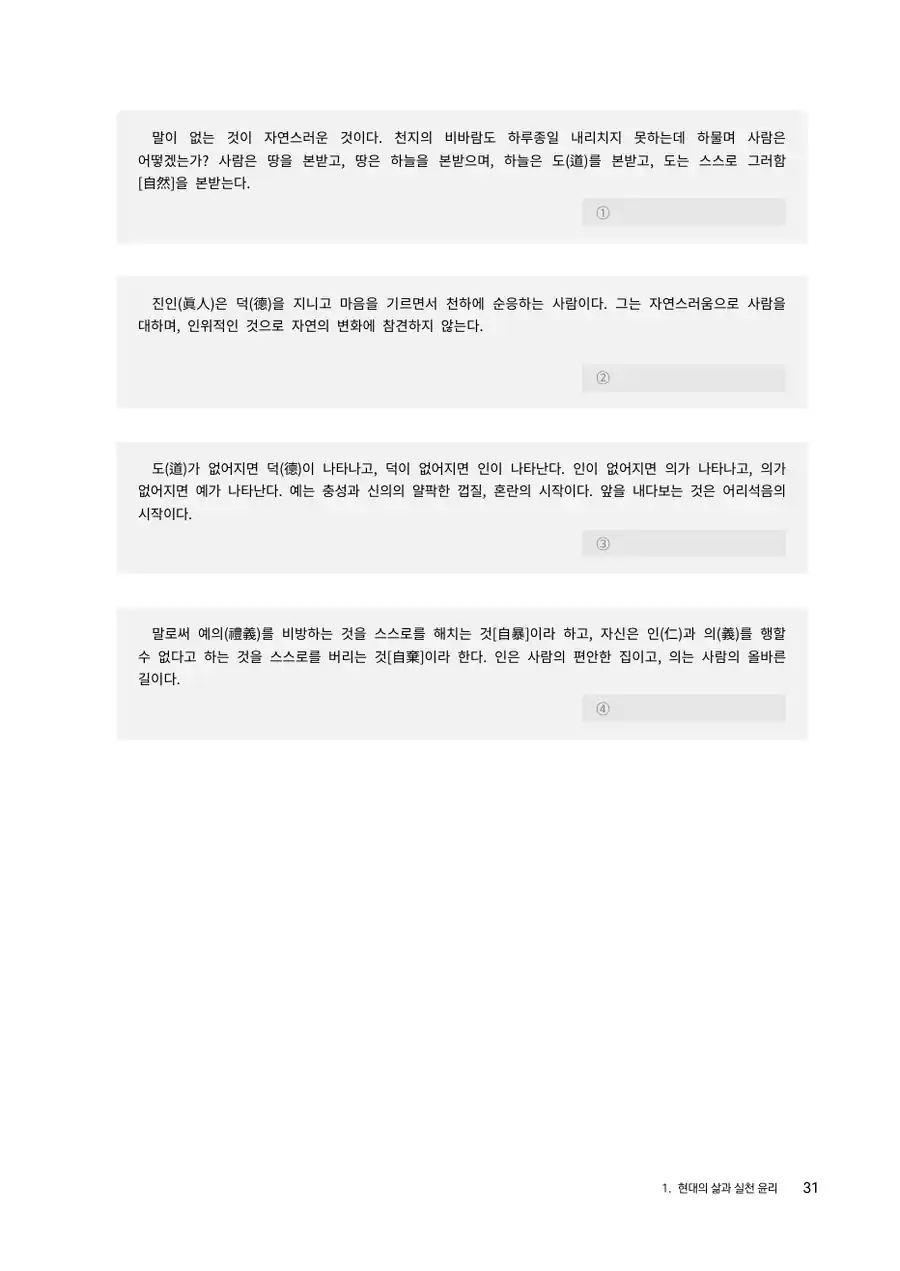 말이 없는 것이 자연스러운 것이다. 천지의 비바람도 하루종일 내리치지 못하는데 하물며 사람은
어떻겠는가? 사람은 땅을 본받고, 땅은 하늘을 본받으며, 하늘은 도(道)를 본받고, 도는 스스로 그러함
[自然]을 본받는다.
①
진인(眞人)은 덕(德)을 지니고 마음을 기르면서 천하에 순응하는 사람이다. 그는 자연스러움으로 사람을
대하며, 인위적인 것으로 자연의 변화에 참견하지 않는다.
②
도(道)가 없어지면 덕(德)이 나타나고, 덕이 없어지면 인이 나타난다. 인이 없어지면 의가 나타나고, 의가
없어지면 예가 나타난다. 예는 충성과 신의의 얄팍한 껍질, 혼란의 시작이다. 앞을 내다보는 것은 어리석음의
시작이다.
③
말로써 예의(禮義)를 비방하는 것을 스스로를 해치는 것[自暴]이라 하고, 자신은 인(仁)과 의(義)를 행할
수 없다고 하는 것을 스스로를 버리는 것[自棄]이라 한다. 인은 사람의 편안한 집이고, 의는 사람의 올바른
길이다.
④
1. 현대의 삶과 실천 윤리 31